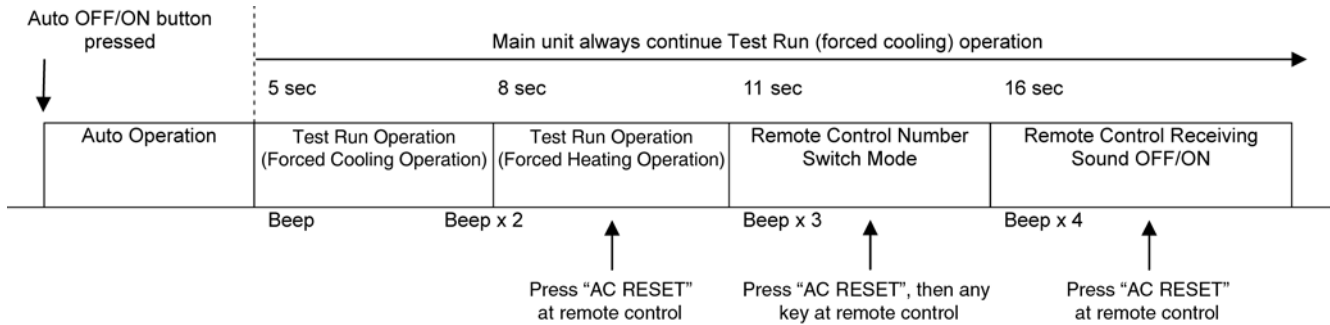 Auto OFF/ON button
pressed
Main unit always continue Test Run (forced cooling) operation
5 sec
8 sec
11 sec
16 sec
Auto Operation
Test Run Operation
(Forced Cooling Operation)
Test Run Operation
(Forced Heating Operation)
Remote Control Number
Switch Mode
Remote Control Receiving
Sound OFF/ON
Beep
Beep x 2
Beep x 3
Beep x 4
Press “AC RESET”
at remote control
Press “AC RESET”, then any
key at remote control
Press “AC RESET”
at remote control